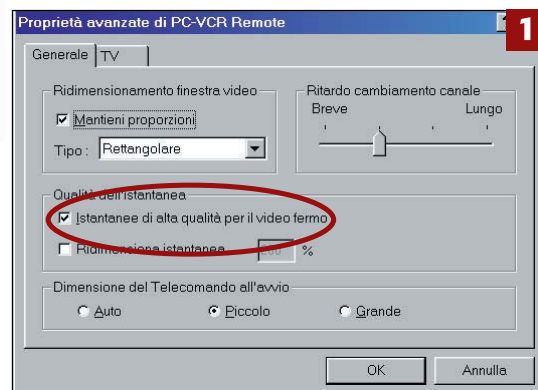 Proprietà avanzate di PC-VCR Remote
1
Generale TV
Ridimensionamento finestra video
Mantieni proporzioni
Tipo: Rettangolare
Ritardo cambiamento canale
Breve Lungo
Qualità dell'istantanea
Istantanee di alta qualità per il video fermo
Ridimensiona istantanea %
Dimensione del Telecomando all'avvio
Auto Piccolo Grande
OK Annulla